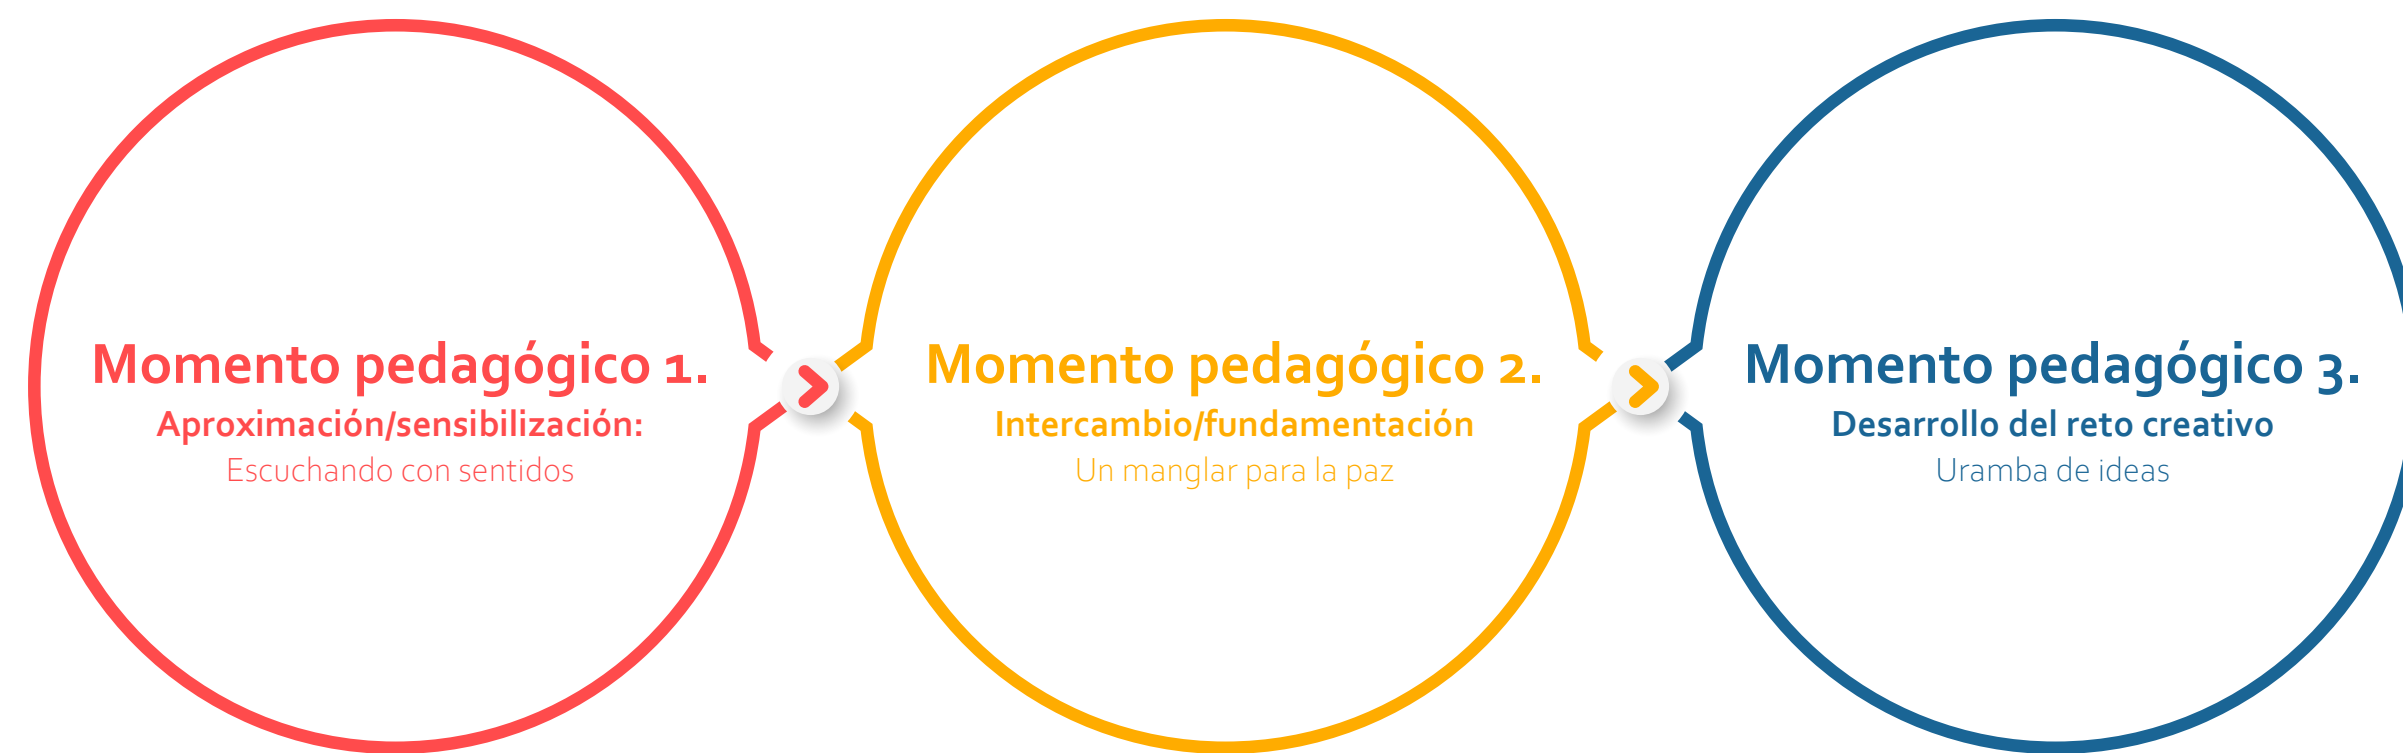 Momento pedagógico 1.
Aproximación/sensibilización:
Escuchando con sentidos
Momento pedagógico 2.
Intercambio/fundamentación
Un manglar para la paz
Momento pedagógico 3.
Desarrollo del reto creativo
Uramba de ideas